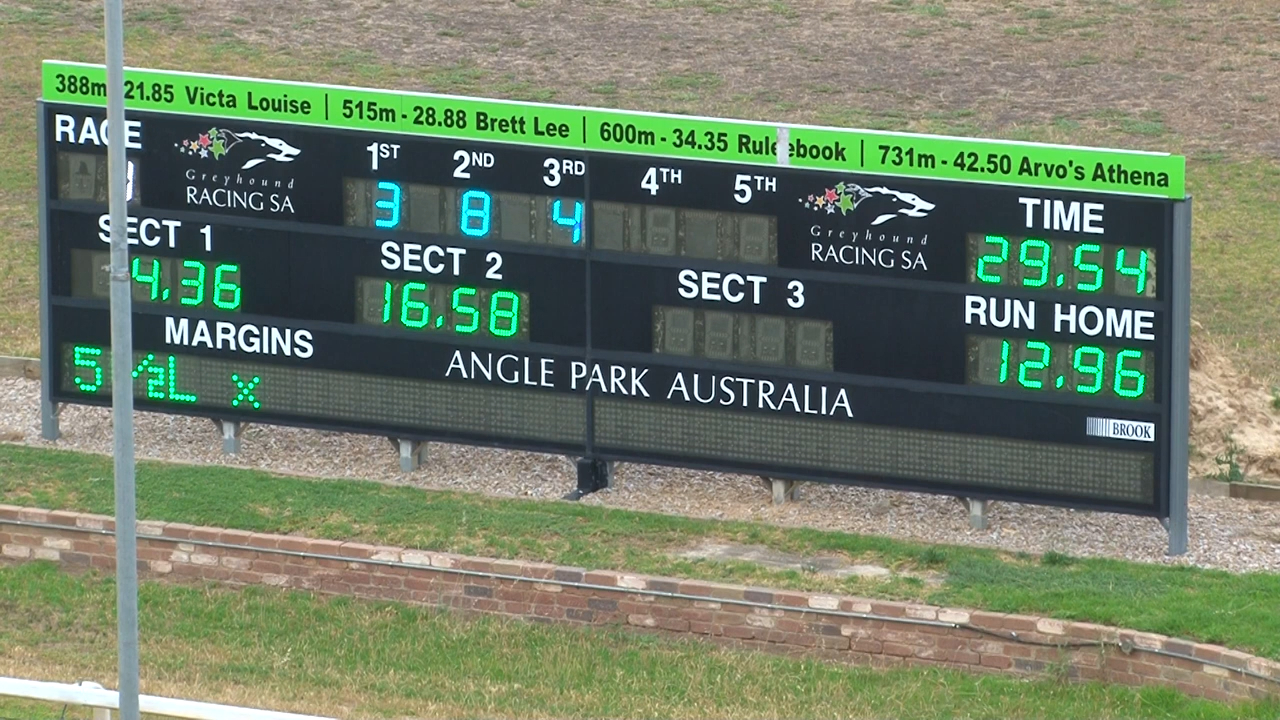 388m 21.85 Victa Louise | 515m - 28.88 Brett Lee | 600m - 34.35 Rulebook | 731m - 42.50 Arvo's Athena
RACE
Greyhound
RACING SA
1ST 2ND 3RD 4TH 5TH
3 8 4
Greyhound
RACING SA
TIME
29.54
SECT 1
4.36
SECT 2
16.58
SECT 3
RUN HOME
12.96
MARGINS
5 ½L x
ANGLE PARK AUSTRALIA
BROOK